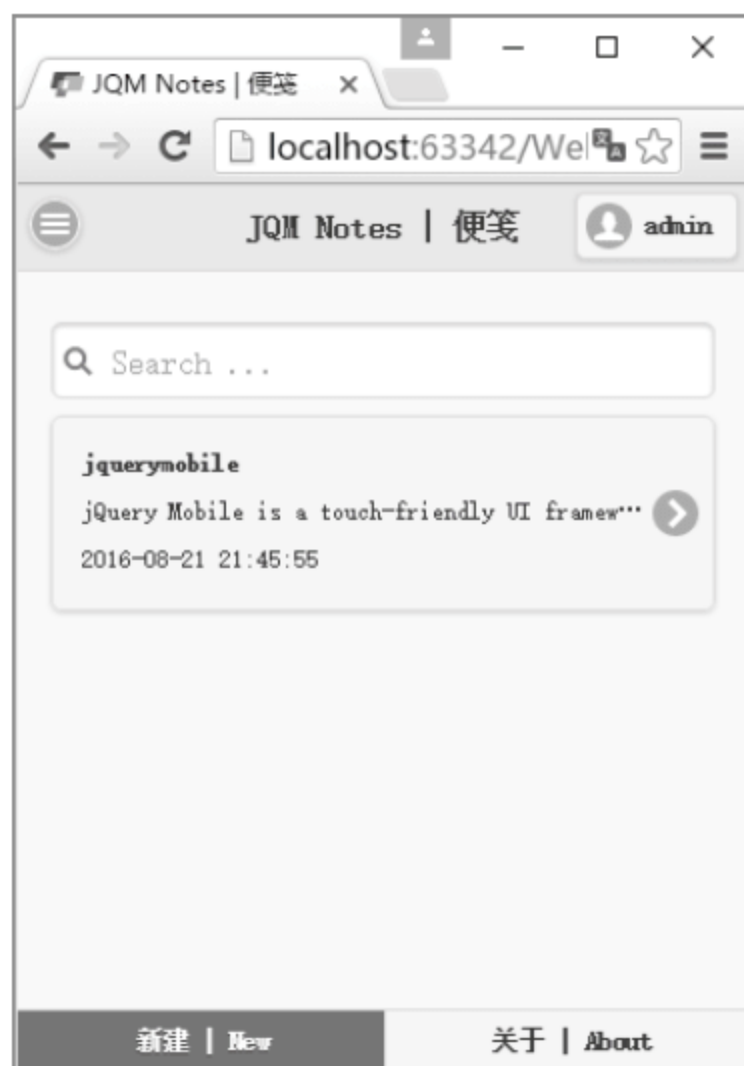 JQM Notes | 便笺
localhost:63342/We
JQM Notes | 便笺
admin
Search ...
jquerymobile
jQuery Mobile is a touch-friendly UI framew…
2016-08-21 21:45:55
新建 | New
关于 | About